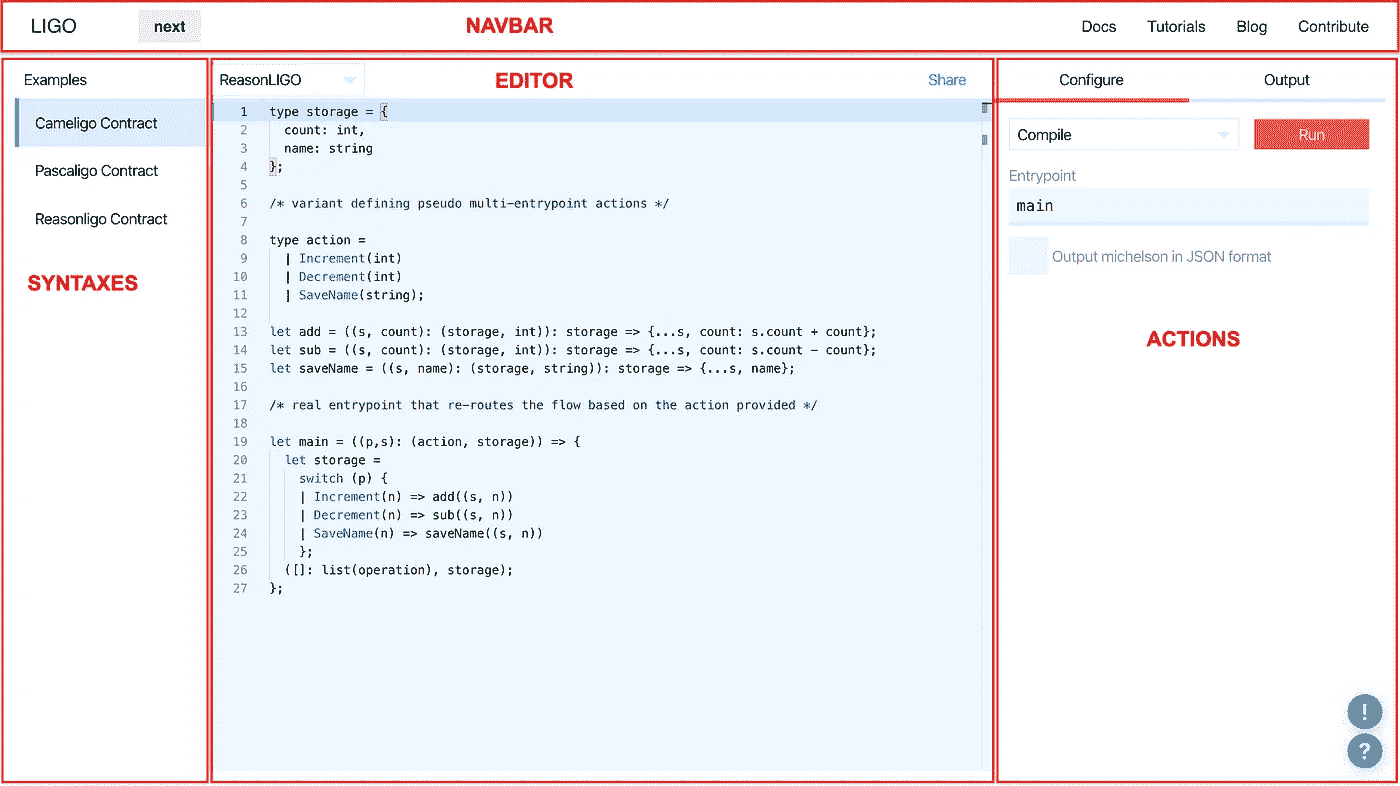 LIGO next NAVBAR Docs Tutorials Blog Contribute
Examples
Cameligo Contract
Pascaligo Contract
Reasonligo Contract
SYNTAXES
ReasonLIGO EDITOR Share
1 type storage = {
2   count: int,
3   name: string
4 };
5
6 /* variant defining pseudo multi-entrypoint actions */
7
8 type action =
9   | Increment(int)
10   | Decrement(int)
11   | SaveName(string);
12
13 let add = ((s, count): (storage, int)): storage => {...s, count: s.count + count};
14 let sub = ((s, count): (storage, int)): storage => {...s, count: s.count - count};
15 let saveName = ((s, name): (storage, string)): storage => {...s, name};
16
17 /* real entrypoint that re-routes the flow based on the action provided */
18
19 let main = ((p,s): (action, storage)) => {
20   let storage =
21     switch (p) {
22     | Increment(n) => add((s, n))
23     | Decrement(n) => sub((s, n))
24     | SaveName(n) => saveName((s, n))
25     };
26   ([]: list(operation), storage);
27 };
Configure Output
Compile Run
Entrypoint
main
Output michelson in JSON format
ACTIONS
!
?